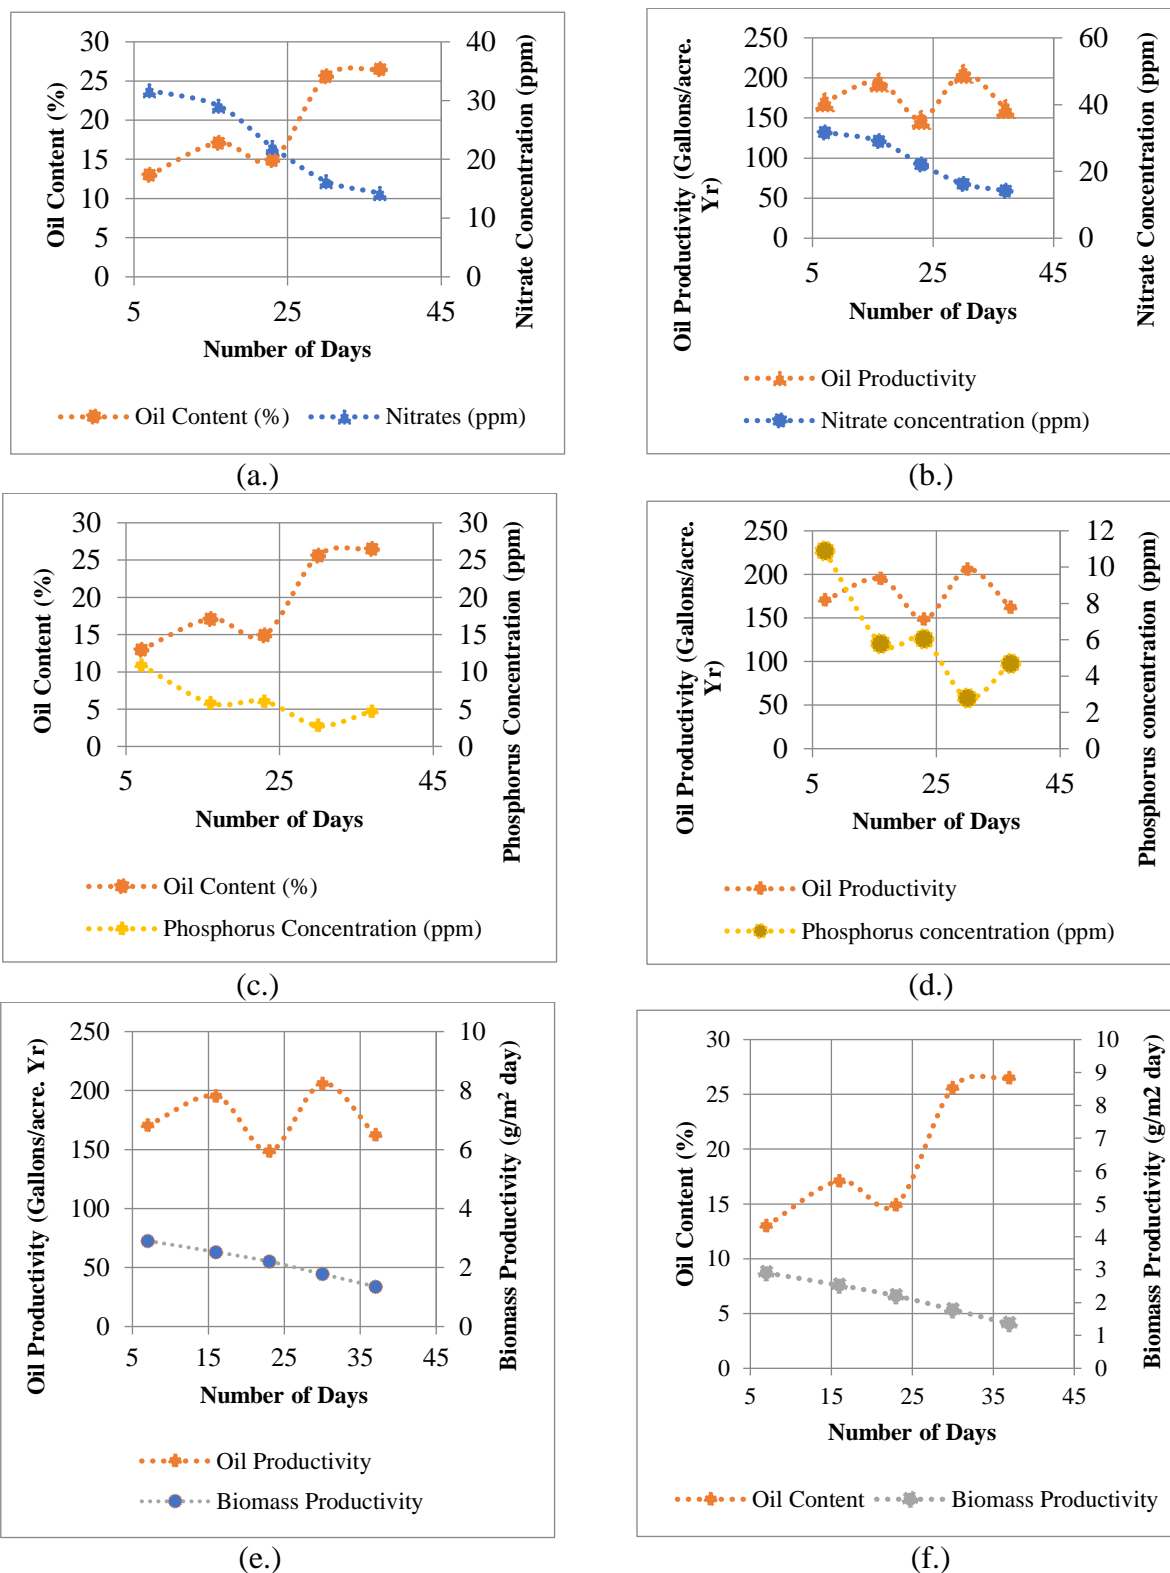 30
25
20
15
10
5
0
40
30
20
10
0
5 25 45
Oil Content (%)
Nitrate Concentration (ppm)
Number of Days
Oil Content (%) Nitrates (ppm)
(a.)
250
200
150
100
50
0
60
40
20
0
5 25 45
Oil Productivity (Gallons/acre.
Yr)
Nitrate Concentration (ppm)
Number of Days
Oil Productivity
Nitrate concentration (ppm)
(b.)
30
25
20
15
10
5
0
30
25
20
15
10
5
0
5 25 45
Oil Content (%)
Phosphorus Concentration (ppm)
Number of Days
Oil Content (%)
Phosphorus Concentration (ppm)
(c.)
250
200
150
100
50
0
12
10
8
6
4
2
0
5 25 45
Oil Productivity (Gallons/acre.
Yr)
Phosphorus concentration (ppm)
Number of Days
Oil Productivity
Phosphorus concentration (ppm)
(d.)
250
200
150
100
50
0
10
8
6
4
2
0
5 15 25 35 45
Oil Productivity (Gallons/acre. Yr)
Biomass Productivity (g/m² day)
Number of Days
Oil Productivity
Biomass Productivity
(e.)
30
25
20
15
10
5
0
10
9
8
7
6
5
4
3
2
1
0
5 15 25 35 45
Oil Content (%)
Biomass Productivity (g/m2 day)
Number of Days
Oil Content Biomass Productivity
(f.)